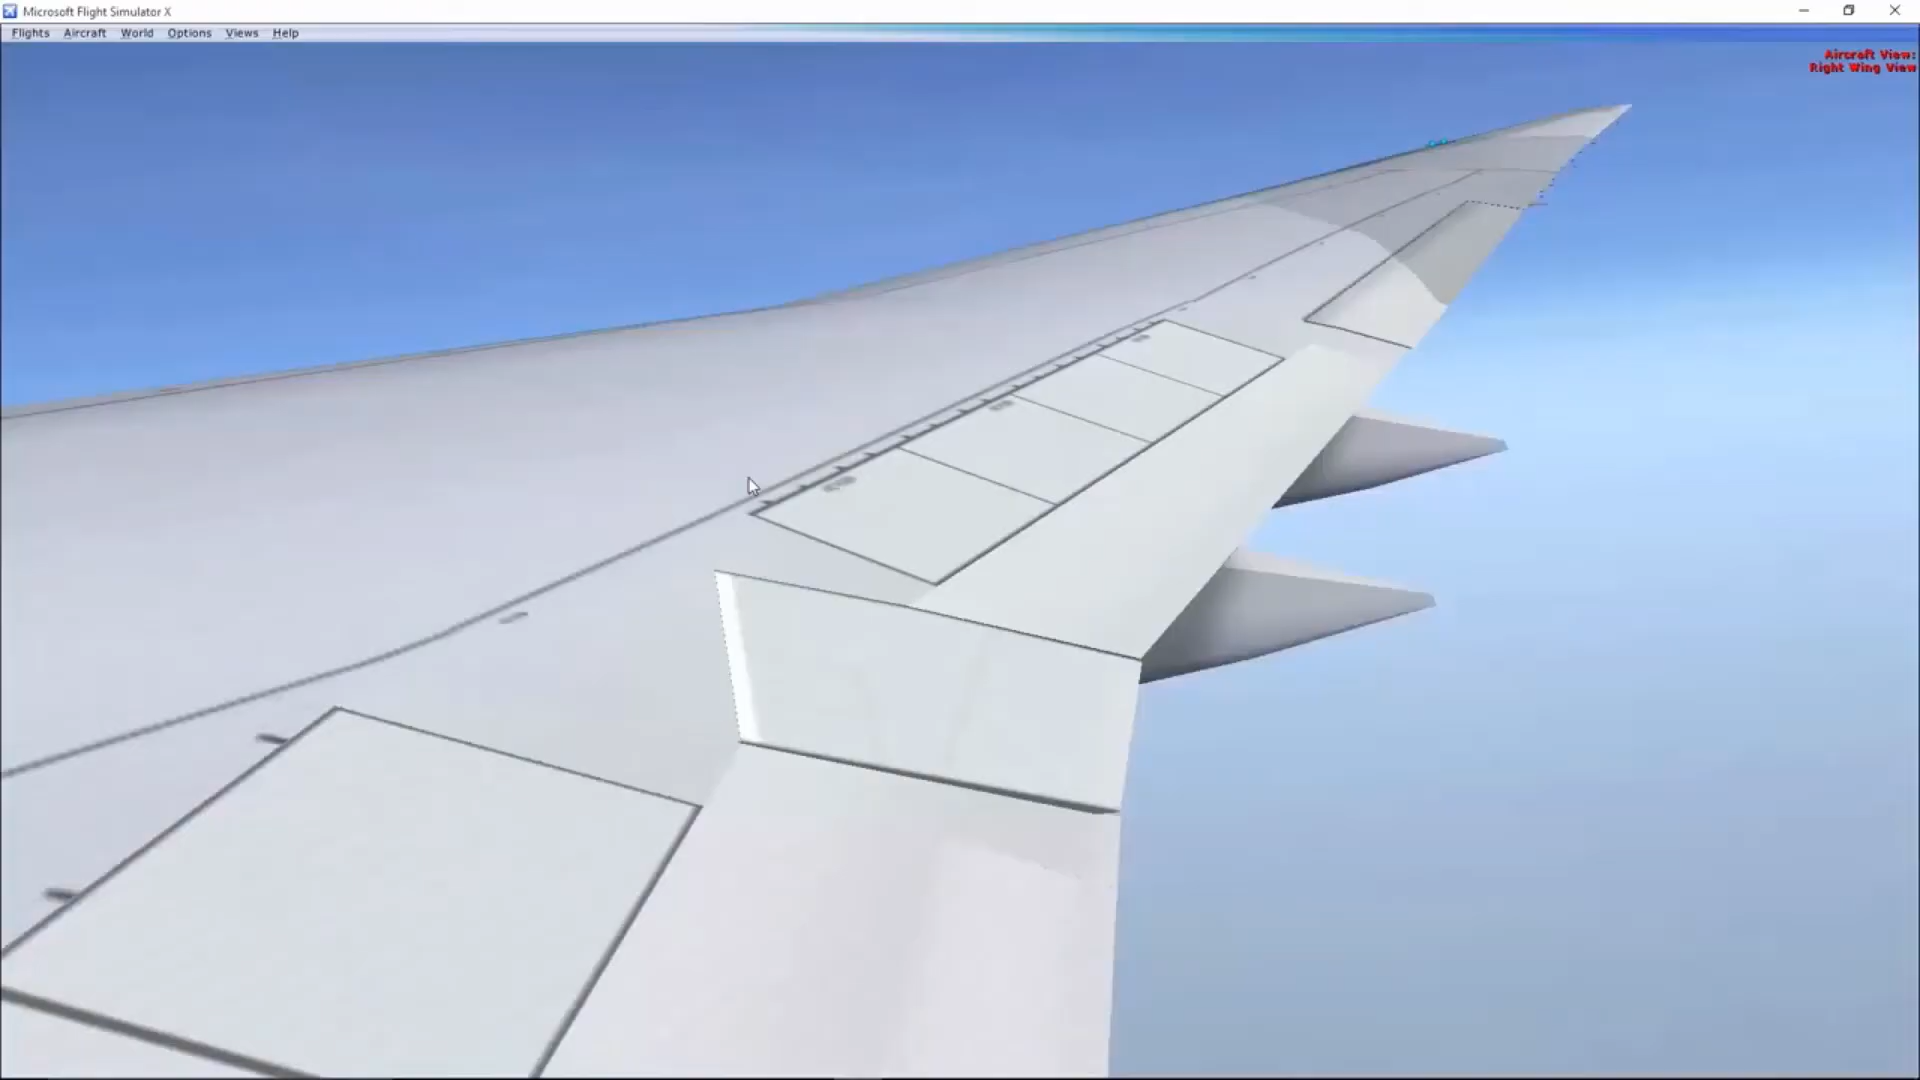 Microsoft Flight Simulator X
Flights Aircraft World Options Views Help
Aircraft View:
Right Wing View